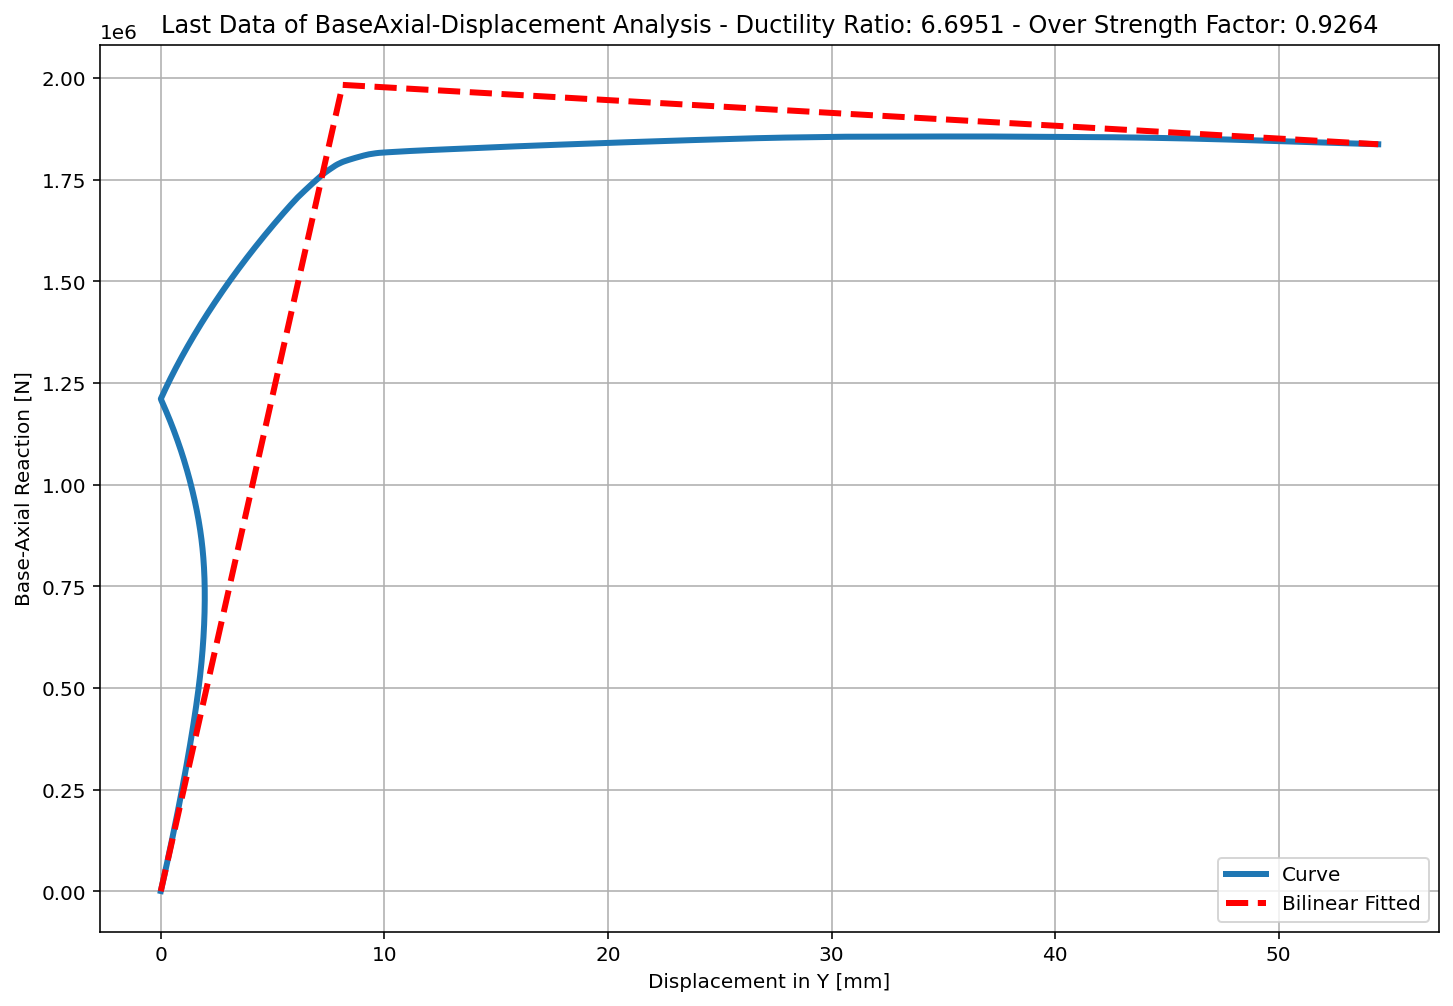 Last Data of BaseAxial-Displacement Analysis - Ductility Ratio: 6.6951 - Over Strength Factor: 0.9264
1e6
2.00
1.75
1.50
1.25
1.00
0.75
0.50
0.25
0.00
Base-Axial Reaction [N]
Curve
Bilinear Fitted
0 10 20 30 40 50
Displacement in Y [mm]